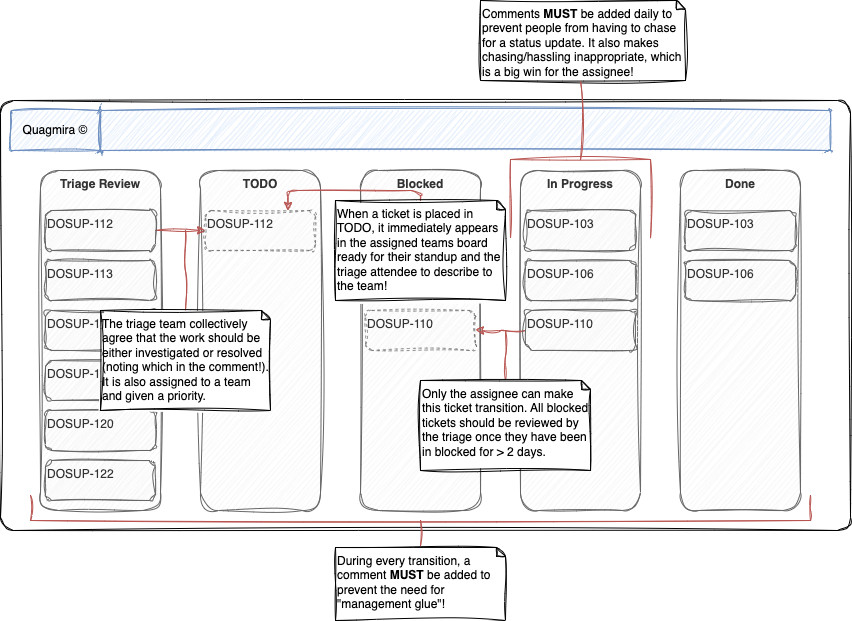 Comments MUST be added daily to
prevent people from having to chase
for a status update. It also makes
chasing/hassling inappropriate, which
is a big win for the assignee!
Quagmira ©
Triage Review
DOSUP-112
DOSUP-113
DOSUP-1
DOSUP-1
DOSUP-120
DOSUP-122
The triage team collectively
agree that the work should be
either investigated or resolved
(noting which in the comment!).
It is also assigned to a team
and given a priority.
TODO
DOSUP-112
Blocked
When a ticket is placed in
TODO, it immediately appears
in the assigned teams board
ready for their standup and the
triage attendee to describe to
the team!
DOSUP-110
In Progress
DOSUP-103
DOSUP-106
DOSUP-110
Only the assignee can make
this ticket transition. All blocked
tickets should be reviewed by
the triage once they have been
in blocked for > 2 days.
Done
DOSUP-103
DOSUP-106
During every transition, a
comment MUST be added to
prevent the need for
"management glue"!